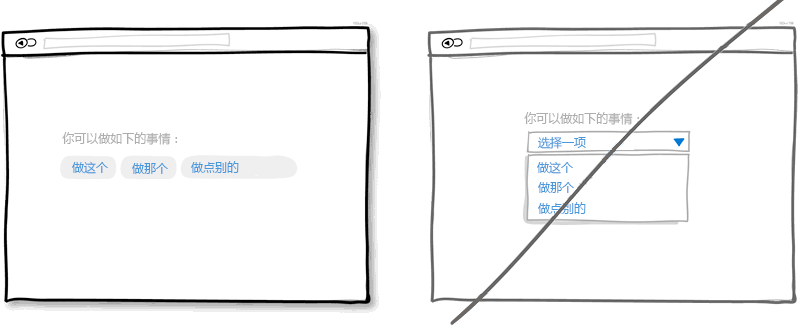 你可以做如下的事情：
做这个 做那个 做点别的
你可以做如下的事情：
选择一项
做这个
做那个
做点别的